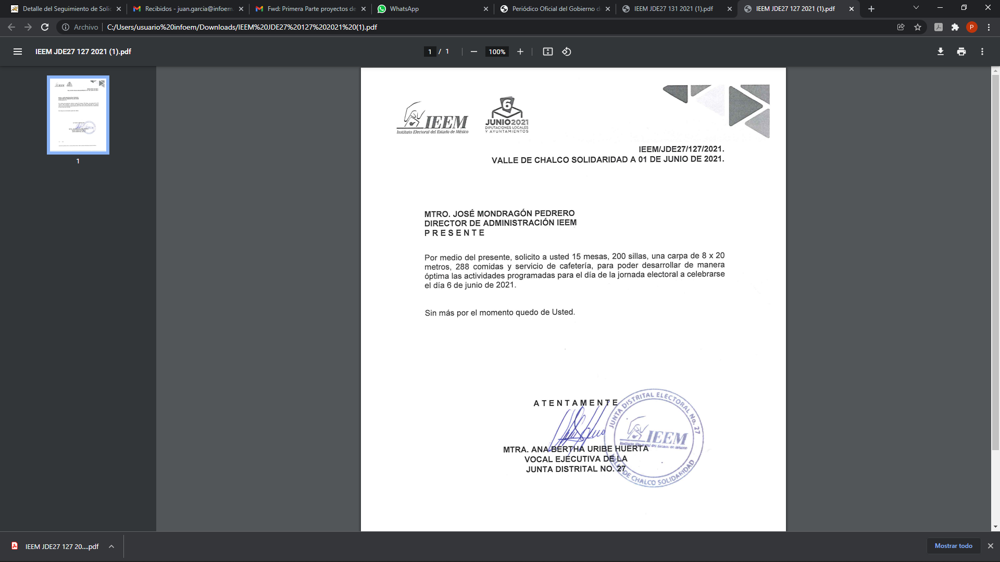 Detalle del Seguimiento de Solic
Recibidos - juan.garcia@infoem.
Fwd: Primera Parte proyectos de
WhatsApp
Periódico Oficial del Gobierno d
IEEM JDE27 131 2021 (1).pdf
IEEM JDE27 127 2021 (1).pdf
Archivo
C:/Users/usuario%20infoem/Downloads/IEEM%20JDE27%20127%202021%20(1).pdf
P
IEEM JDE27 127 2021 (1).pdf
1 / 1
100%
1
IEEM
Instituto Electoral del Estado de México
6
JUNIO2021
DIPUTACIONES LOCALES
Y AYUNTAMIENTOS
IEEM/JDE27/127/2021.
VALLE DE CHALCO SOLIDARIDAD A 01 DE JUNIO DE 2021.
MTRO. JOSÉ MONDRAGÓN PEDRERO
DIRECTOR DE ADMINISTRACIÓN IEEM
P R E S E N T E
Por medio del presente, solicito a usted 15 mesas, 200 sillas, una carpa de 8 x 20
metros, 288 comidas y servicio de cafetería, para poder desarrollar de manera
óptima las actividades programadas para el día de la jornada electoral a celebrarse
el día 6 de junio de 2021.
Sin más por el momento quedo de Usted.
A T E N T A M E N T E
MTRA. ANA BERTHA URIBE HUERTA
VOCAL EJECUTIVA DE LA
JUNTA DISTRITAL NO. 27
JUNTA DISTRITAL ELECTORAL No. 27
IEEM
Instituto Electoral del Estado de México
VALLE DE CHALCO SOLIDARIDAD
IEEM JDE27 127 20....pdf
Mostrar todo